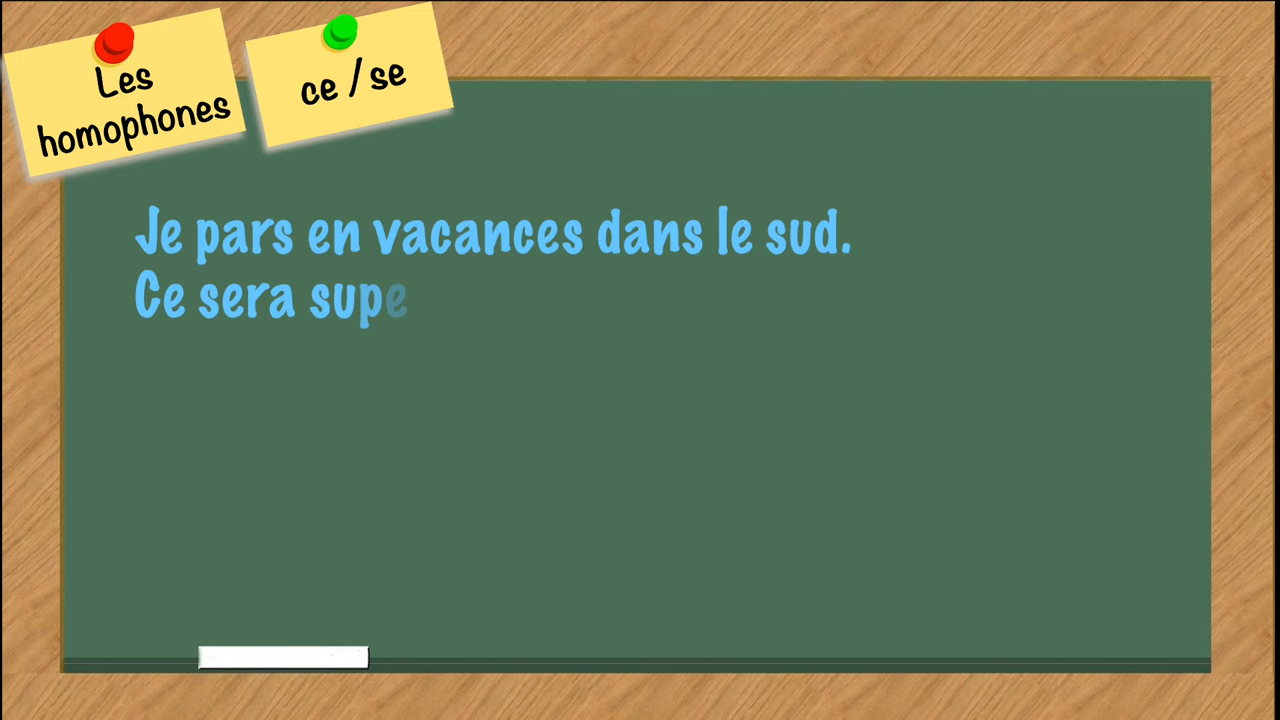 Les
homophones
ce / se
Je pars en vacances dans le sud.
Ce sera supe